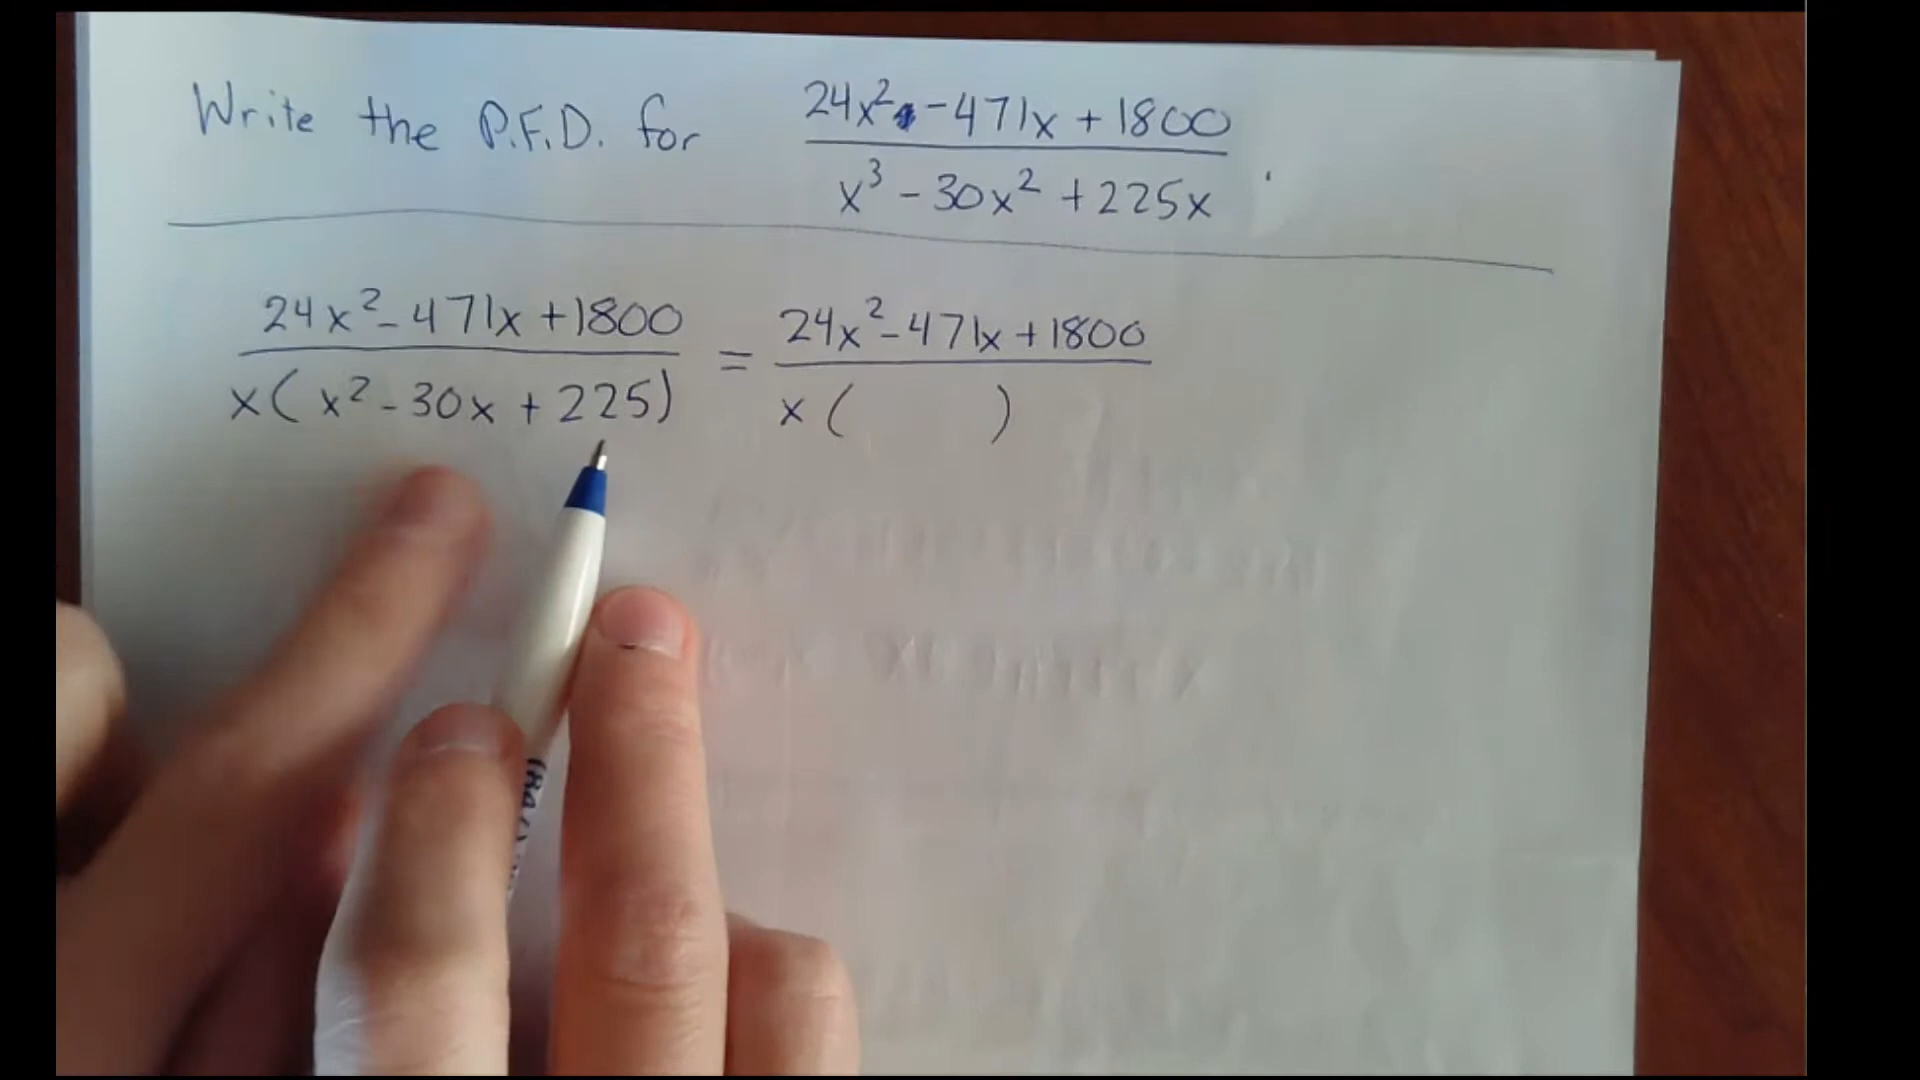 Write the P.F.D. for (24x² - 471x + 1800)/(x³ - 30x² + 225x) .
(24x² - 471x + 1800)/(x(x² - 30x + 225)) = (24x² - 471x + 1800)/(x( ))